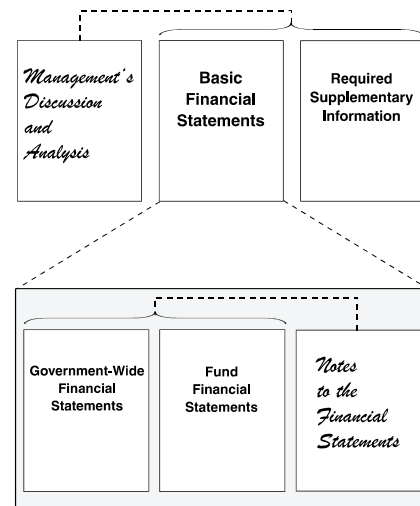 Management's
Discussion
and
Analysis
Basic
Financial
Statements
Required
Supplementary
Information
Government-Wide
Financial
Statements
Fund
Financial
Statements
Notes
to the
Financial
Statements